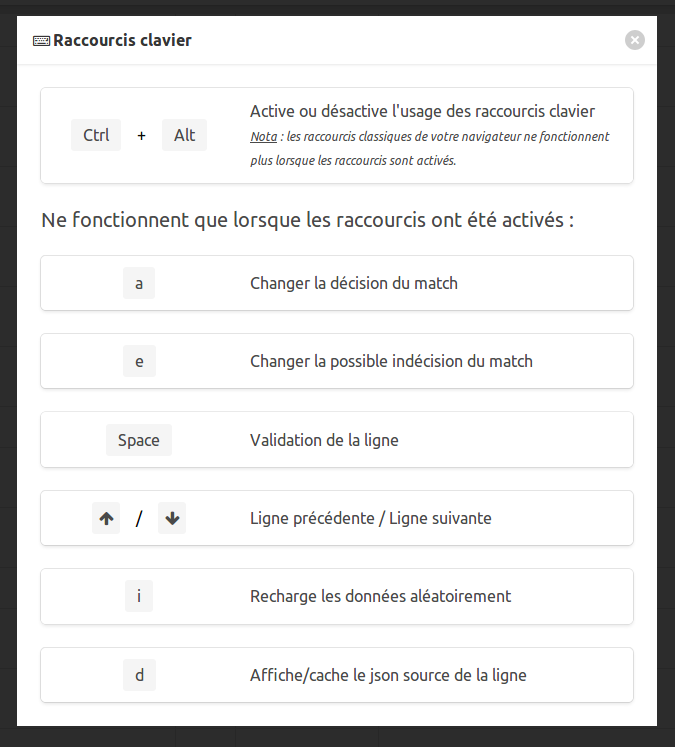 Raccourcis clavier
Ctrl + Alt
Active ou désactive l'usage des raccourcis clavier
Nota : les raccourcis classiques de votre navigateur ne fonctionnent
plus lorsque les raccourcis sont activés.
Ne fonctionnent que lorsque les raccourcis ont été activés :
a Changer la décision du match
e Changer la possible indécision du match
Space Validation de la ligne
↑ / ↓ Ligne précédente / Ligne suivante
i Recharge les données aléatoirement
d Affiche/cache le json source de la ligne